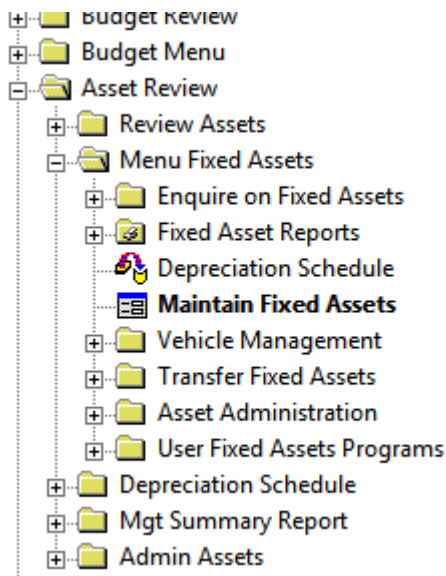 Budget Review
Budget Menu
Asset Review
Review Assets
Menu Fixed Assets
Enquire on Fixed Assets
Fixed Asset Reports
Depreciation Schedule
Maintain Fixed Assets
Vehicle Management
Transfer Fixed Assets
Asset Administration
User Fixed Assets Programs
Depreciation Schedule
Mgt Summary Report
Admin Assets